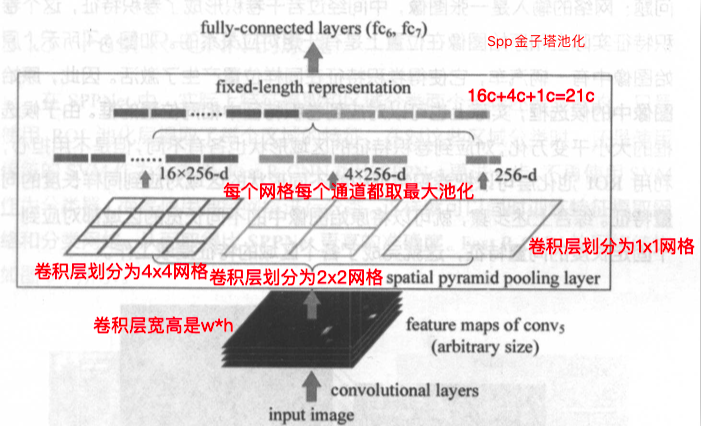 fully-connected layers (fc₆, fc₇)
Spp金子塔池化
fixed-length representation
16c+4c+1c=21c
......
......
16×256-d
4×256-d
256-d
每个网格每个通道都取最大池化
卷积层划分为4x4网格
卷积层划分为2x2网格
卷积层划分为1x1网格
spatial pyramid pooling layer
卷积层宽高是w*h
feature maps of conv₅
(arbitrary size)
convolutional layers
input image